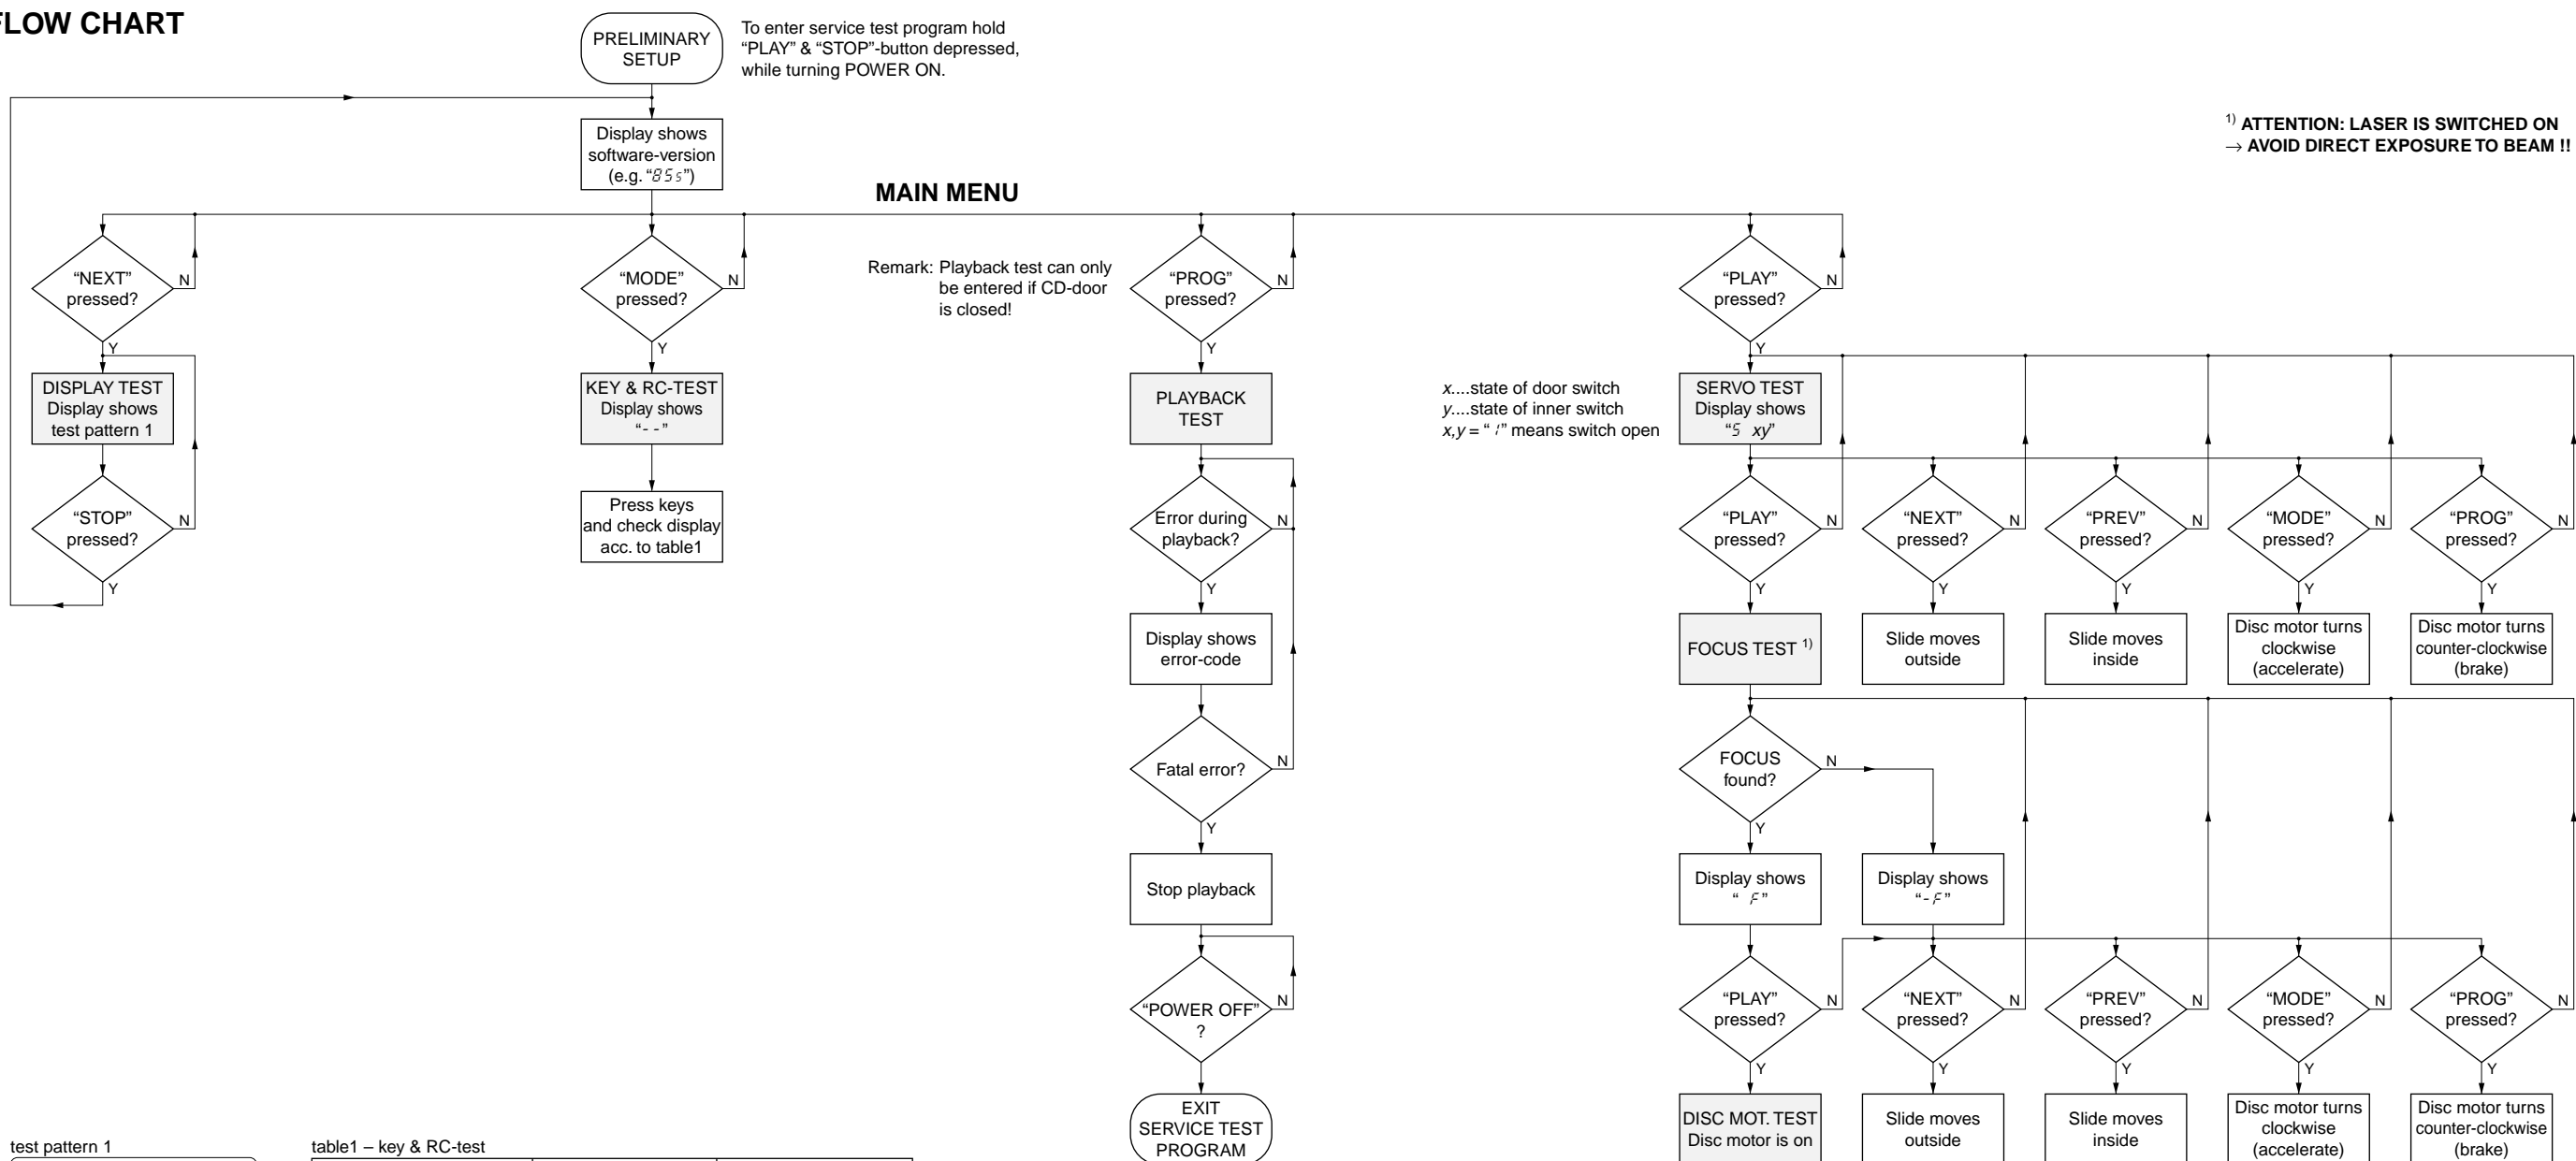 FLOW CHART
PRELIMINARY
SETUP
To enter service test program hold
“PLAY” & “STOP”-button depressed,
while turning POWER ON.
1) ATTENTION: LASER IS SWITCHED ON
→ AVOID DIRECT EXPOSURE TO BEAM !!
Display shows
software-version
(e.g. “85s”)
MAIN MENU
“NEXT”
pressed?
N
Y
“MODE”
pressed?
N
Y
Remark: Playback test can only
be entered if CD-door
is closed!
“PROG”
pressed?
N
Y
“PLAY”
pressed?
N
Y
DISPLAY TEST
Display shows
test pattern 1
KEY & RC-TEST
Display shows
“- -”
PLAYBACK
TEST
x....state of door switch
y....state of inner switch
x,y = “1” means switch open
SERVO TEST
Display shows
“5 xy”
“STOP”
pressed?
N
Y
Press keys
and check display
acc. to table1
Error during
playback?
N
Y
“PLAY”
pressed?
N
Y
“NEXT”
pressed?
N
Y
“PREV”
pressed?
N
Y
“MODE”
pressed?
N
Y
“PROG”
pressed?
N
Y
Display shows
error-code
FOCUS TEST 1)
Slide moves
outside
Slide moves
inside
Disc motor turns
clockwise
(accelerate)
Disc motor turns
counter-clockwise
(brake)
Fatal error?
N
Y
FOCUS
found?
N
Y
Stop playback
Display shows
“ F”
Display shows
“-F”
“POWER OFF”
?
N
“PLAY”
pressed?
N
Y
“NEXT”
pressed?
N
Y
“PREV”
pressed?
N
Y
“MODE”
pressed?
N
Y
“PROG”
pressed?
N
Y
EXIT
SERVICE TEST
PROGRAM
DISC MOT. TEST
Disc motor is on
Slide moves
outside
Slide moves
inside
Disc motor turns
clockwise
(accelerate)
Disc motor turns
counter-clockwise
(brake)
test pattern 1
table1 – key & RC-test